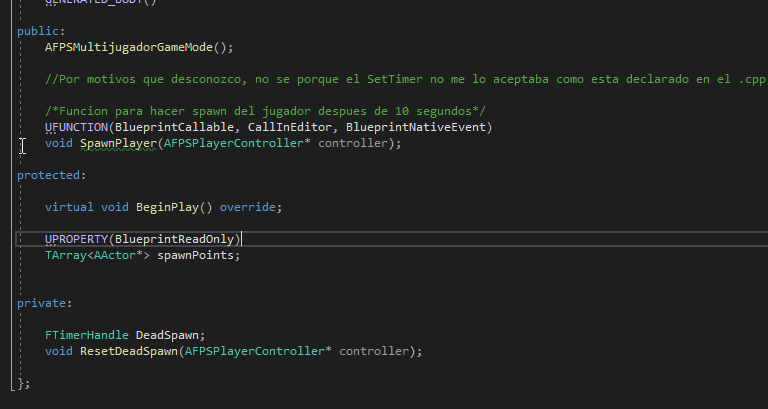 GENERATED_BODY()
public:
AFPSMultijugadorGameMode();
//Por motivos que desconozco, no se porque el SetTimer no me lo aceptaba como esta declarado en el .cpp
/*Funcion para hacer spawn del jugador despues de 10 segundos*/
UFUNCTION(BlueprintCallable, CallInEditor, BlueprintNativeEvent)
void SpawnPlayer(AFPSPlayerController* controller);
protected:
virtual void BeginPlay() override;
UPROPERTY(BlueprintReadOnly)
TArray<AActor*> spawnPoints;
private:
FTimerHandle DeadSpawn;
void ResetDeadSpawn(AFPSPlayerController* controller);
};